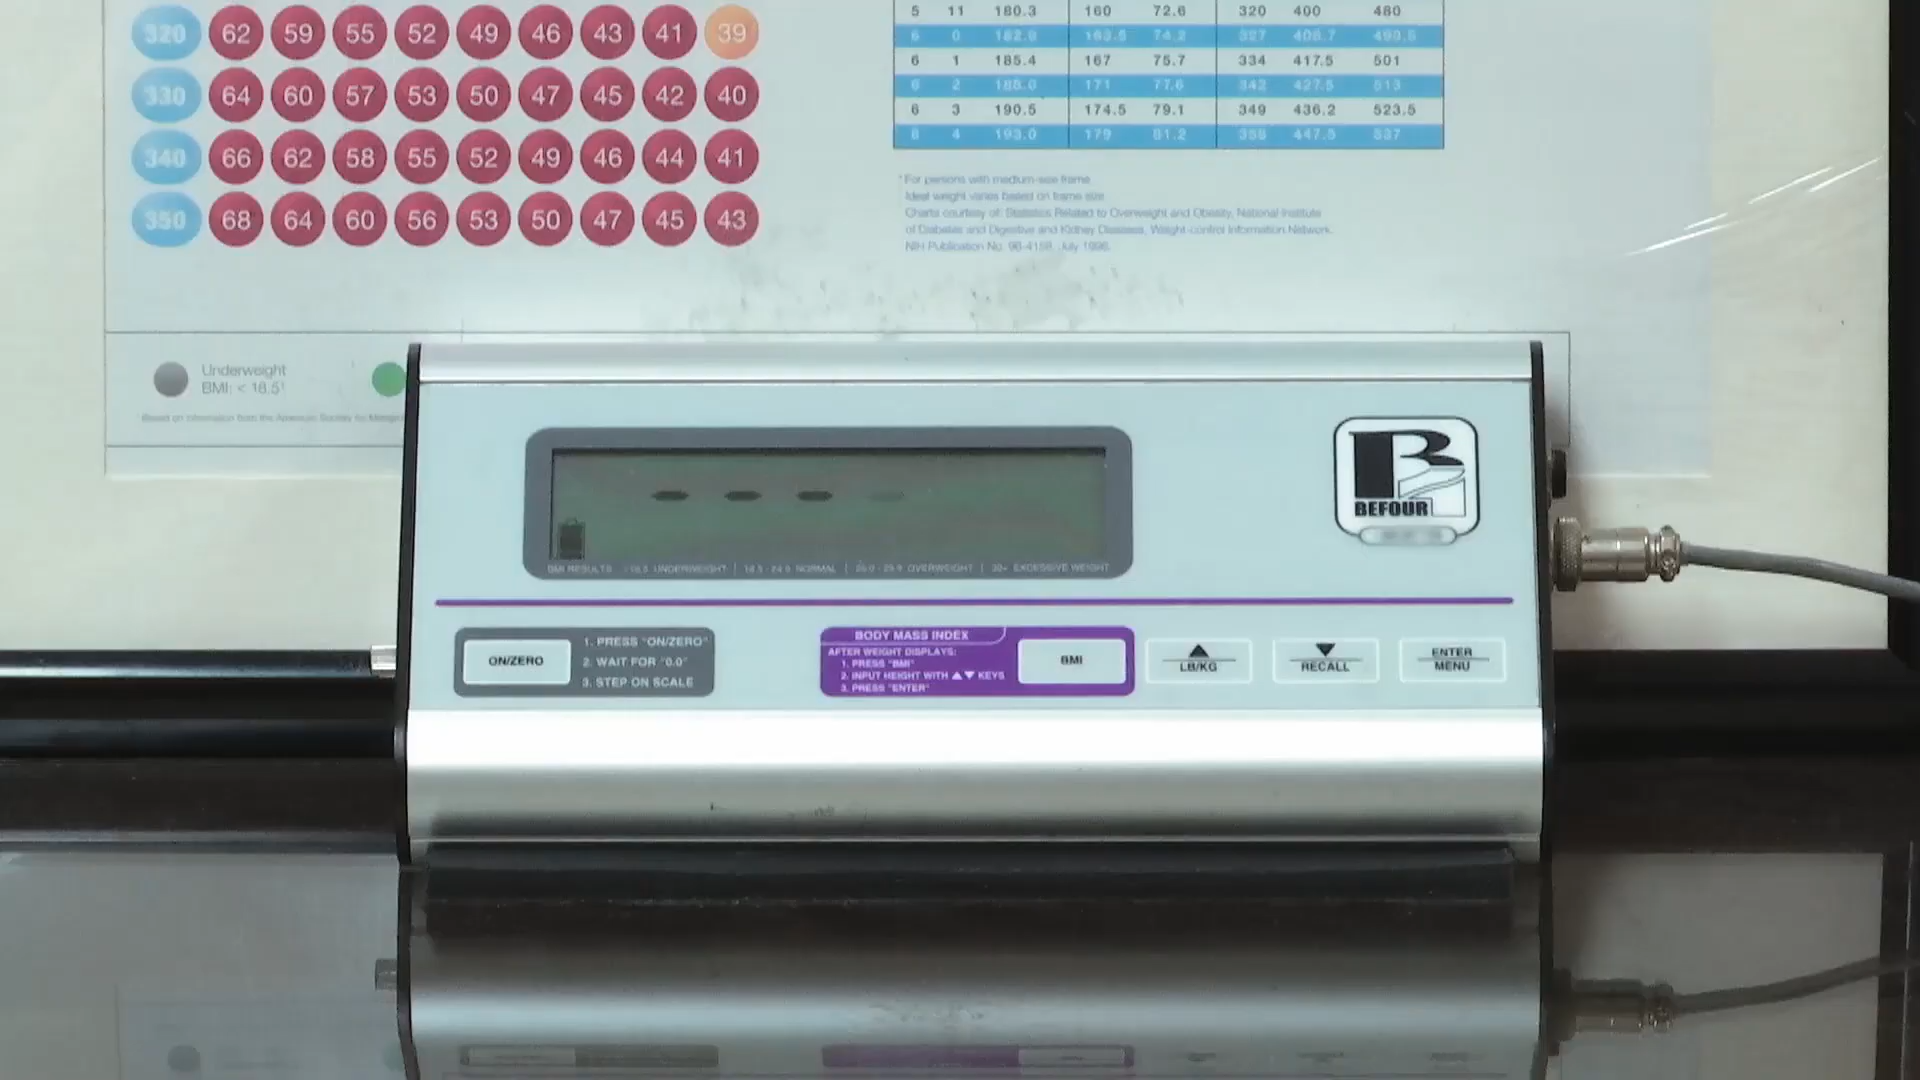 320 62 59 55 52 49 46 43 41 39
330 64 60 57 53 50 47 45 42 40
340 66 62 58 55 52 49 46 44 41
350 68 64 60 56 53 50 47 45 43
5 11 180.3 160 72.6 320 400 480
6 0 182.9 163.5 74.2 327 408.7 490.5
6 1 185.4 167 75.7 334 417.5 501
6 2 188.0 171 77.6 342 427.5 513
6 3 190.5 174.5 79.1 349 436.2 523.5
6 4 193.0 179 81.2 358 447.5 537
* For persons with medium-size frame
Ideal weight varies based on frame size
Charts courtesy of: Statistics Related to Overweight and Obesity, National Institute
of Diabetes and Digestive and Kidney Diseases, Weight-control Information Network.
NIH Publication No. 96-4158, July 1996.
Underweight
BMI: < 18.5
Based on information from the American Society for
- - - -
BEFOUR
BMI RESULTS <18.5 UNDERWEIGHT | 18.5 - 24.9 NORMAL | 25.0 - 29.9 OVERWEIGHT | 30+ EXCESSIVE WEIGHT
ON/ZERO
1. PRESS "ON/ZERO"
2. WAIT FOR "0.0"
3. STEP ON SCALE
BODY MASS INDEX
AFTER WEIGHT DISPLAYS:
1. PRESS "BMI"
2. INPUT HEIGHT WITH ▲▼ KEYS
3. PRESS "ENTER"
BMI
▲
LB/KG
▼
RECALL
ENTER
MENU